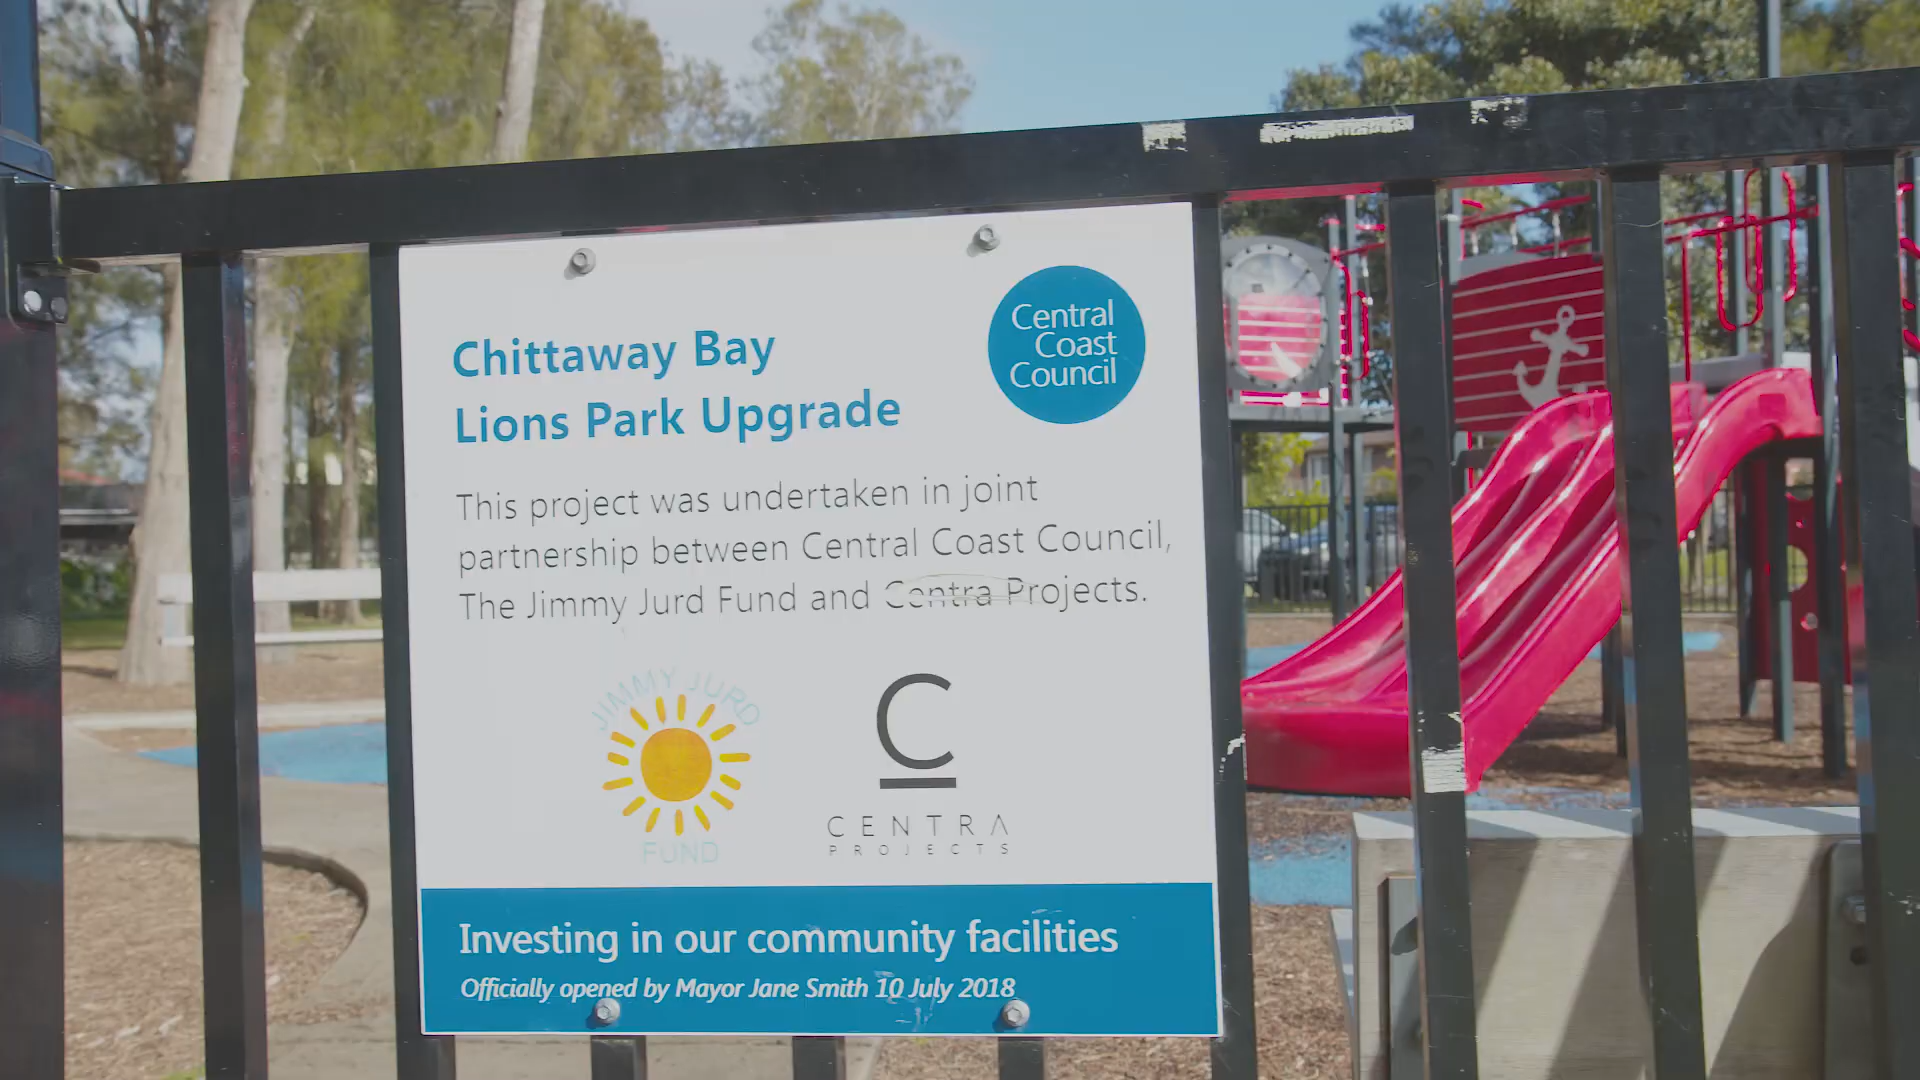 Chittaway Bay
Lions Park Upgrade
Central
Coast
Council
This project was undertaken in joint
partnership between Central Coast Council,
The Jimmy Jurd Fund and Centra Projects.
JIMMY JURD
FUND
C
CENTRA
PROJECTS
Investing in our community facilities
Officially opened by Mayor Jane Smith 10 July 2018